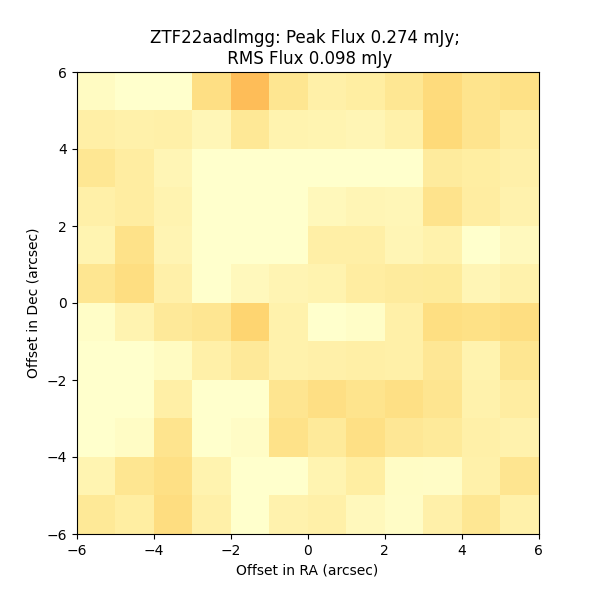 ZTF22aadlmgg: Peak Flux 0.274 mJy;
RMS Flux 0.098 mJy
6
4
2
0
−2
−4
−6
Offset in Dec (arcsec)
−6 −4 −2 0 2 4 6
Offset in RA (arcsec)